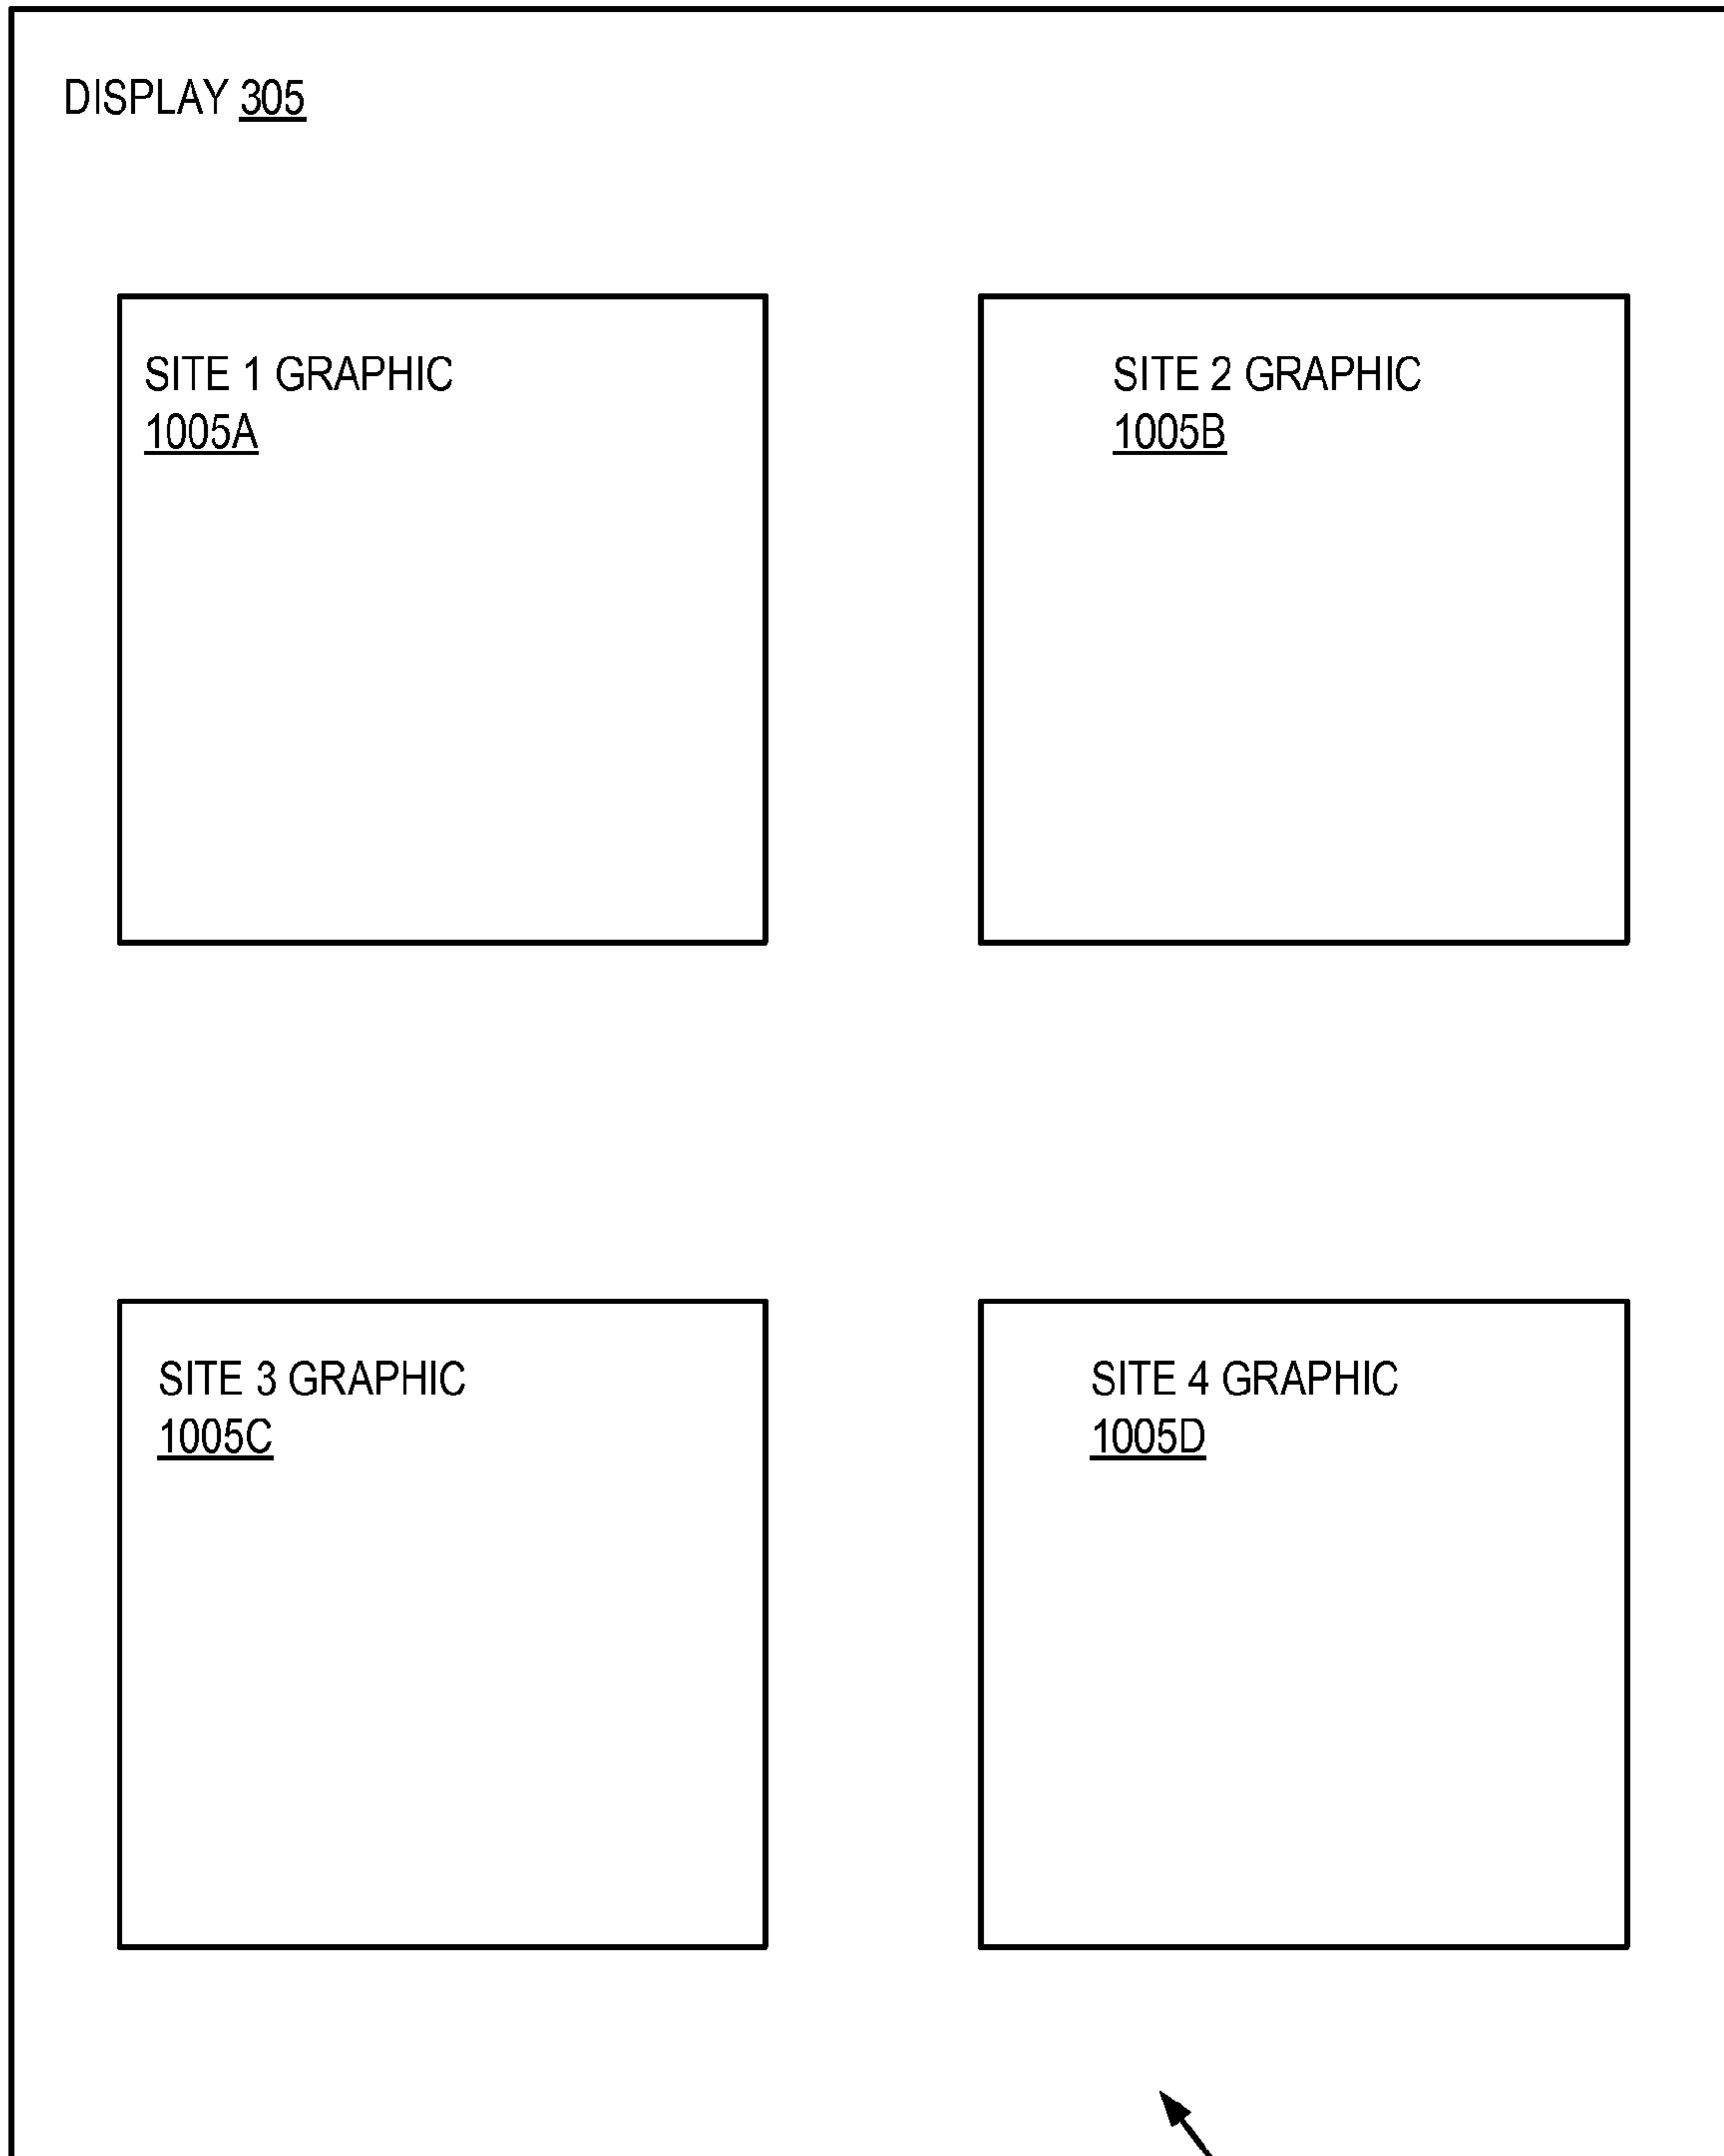 DISPLAY 305
SITE 1 GRAPHIC
1005A
SITE 2 GRAPHIC
1005B
SITE 3 GRAPHIC
1005C
SITE 4 GRAPHIC
1005D